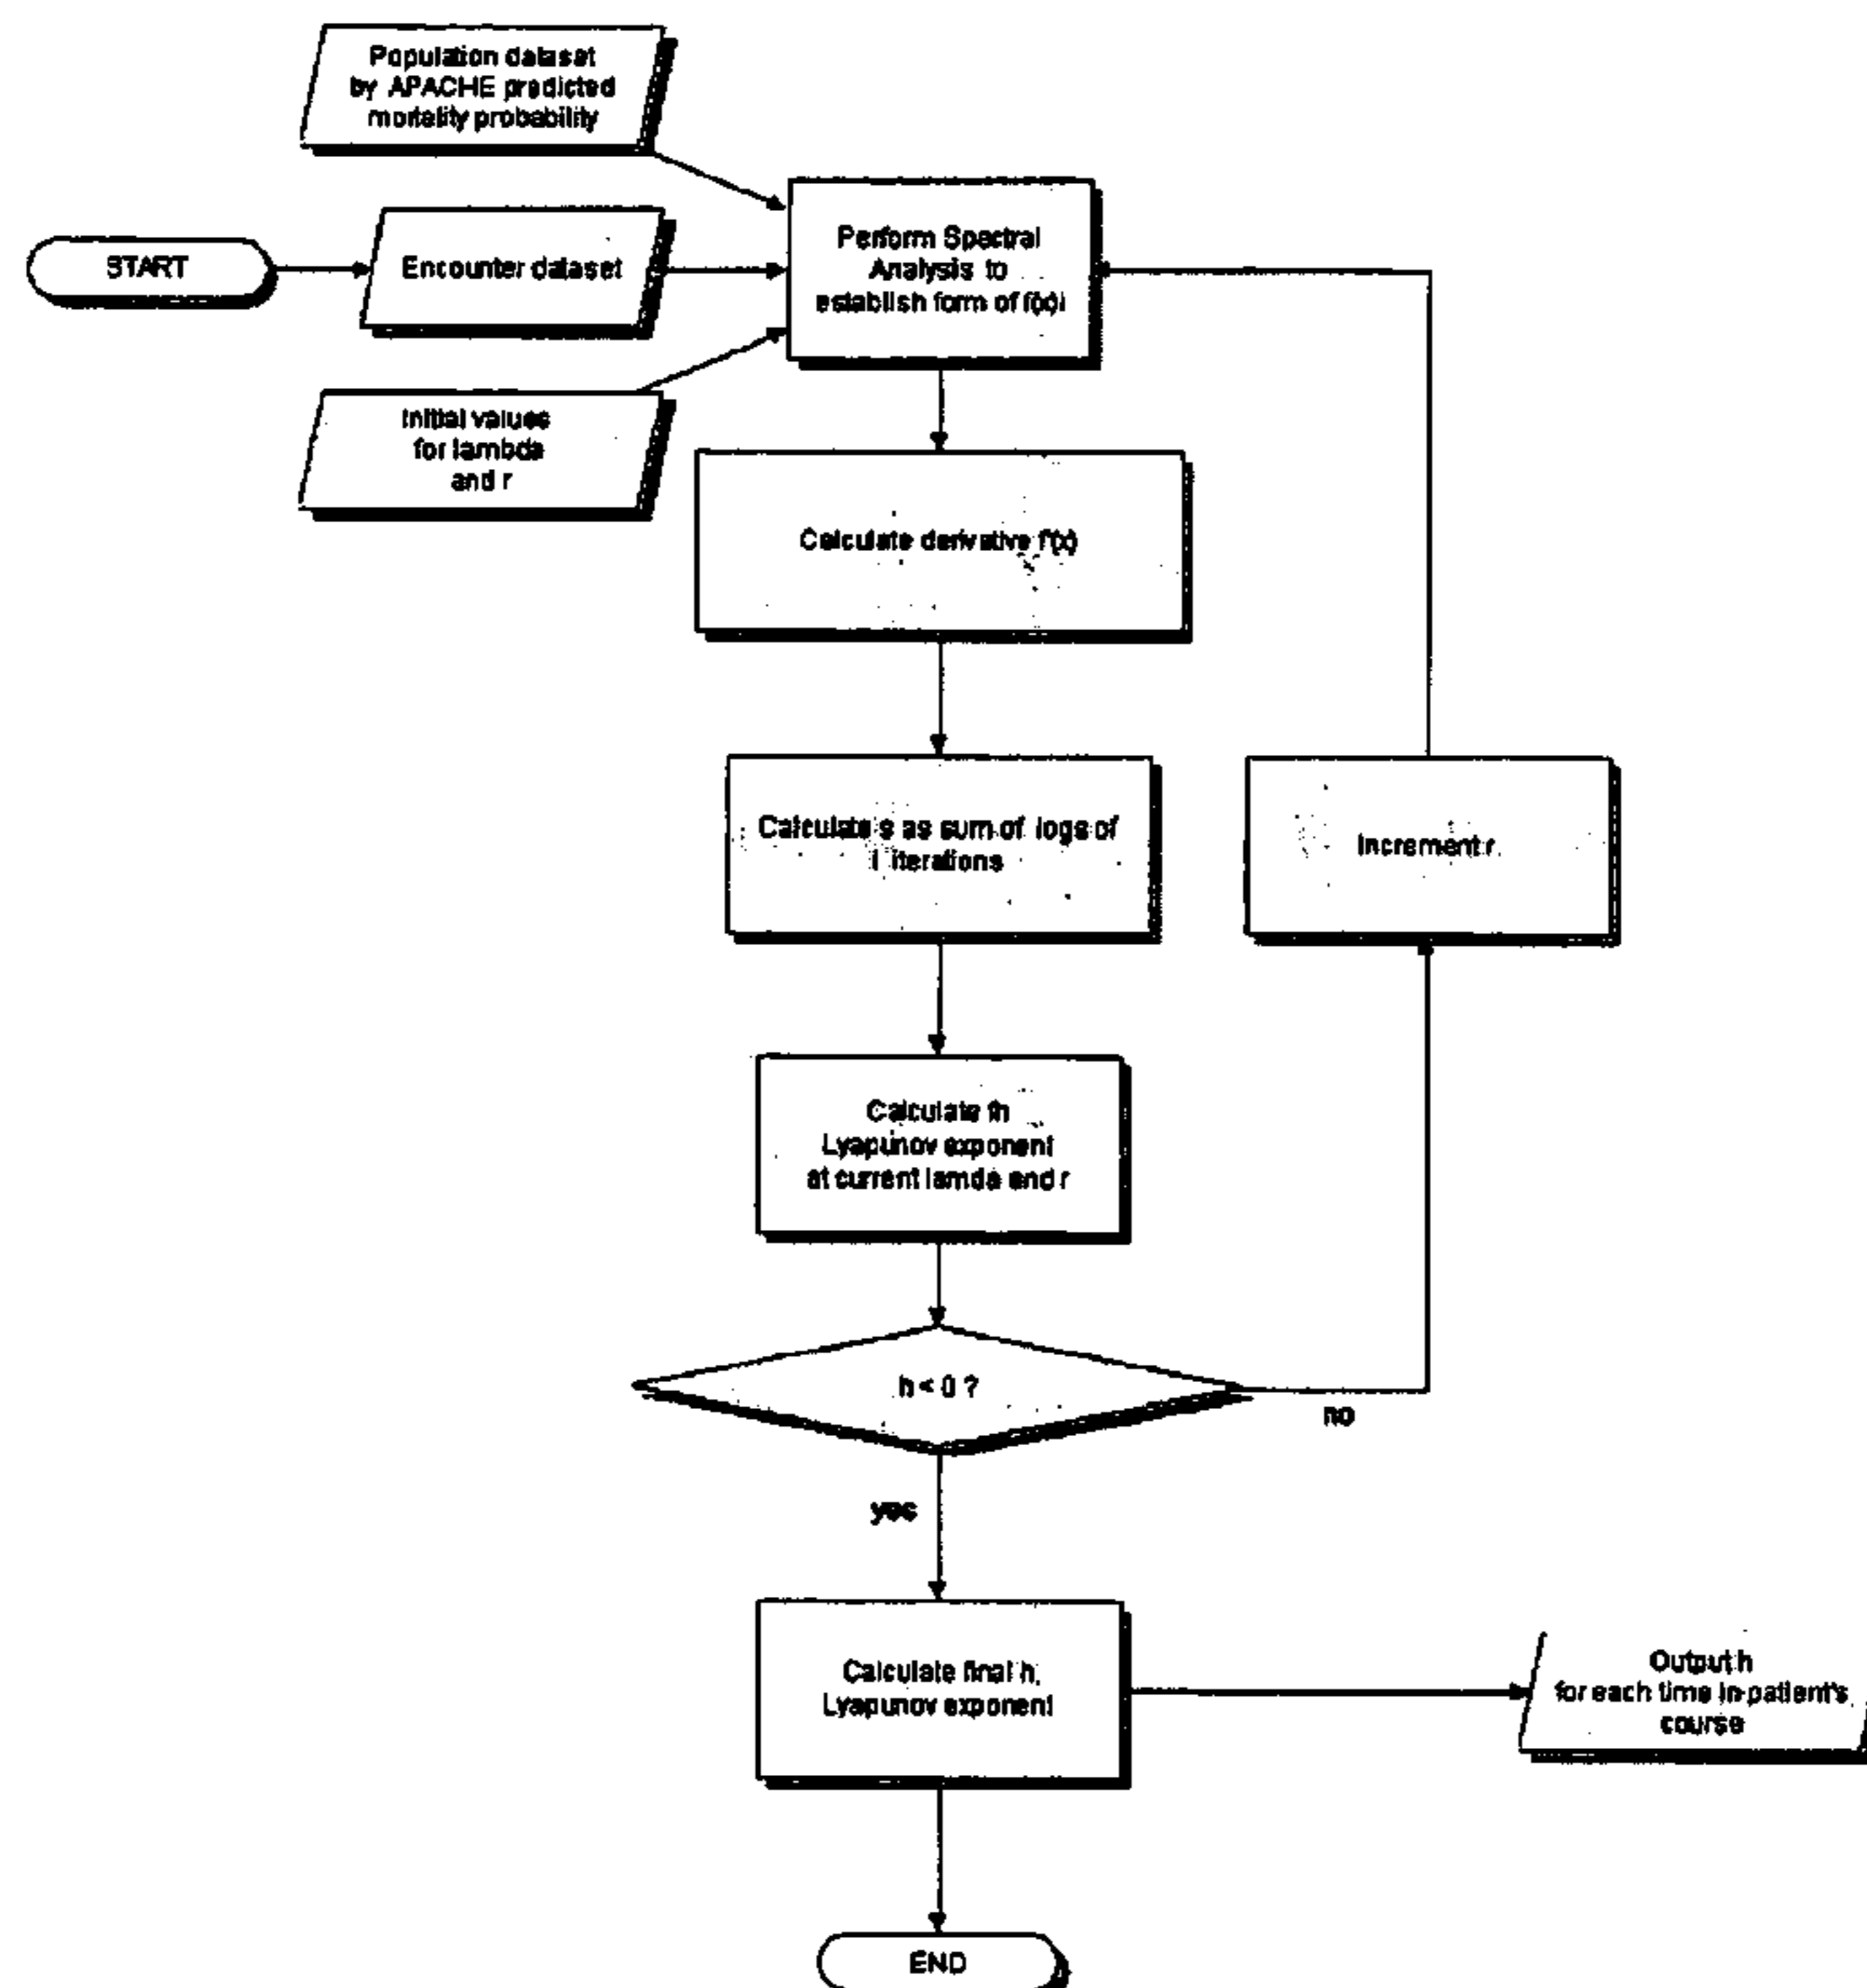 Population dataset
by APACHE predicted
mortality probability
START
Encounter dataset
Perform Spectral
Analysis to
establish form of f(x)i
Initial values
for lambda
and r
Calculate derivative f'(x)
Calculate s as sum of logs of
iterations
Increment r
Calculate fh
Lyapunov exponent
at current lamda and r
h < 0 ?
no
yes
Calculate final h,
Lyapunov exponent
Output h
for each time in patient's
course
END